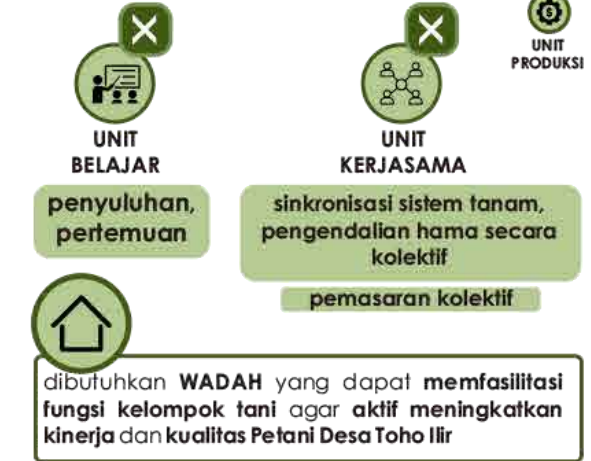 UNIT
PRODUKSI
UNIT
BELAJAR
UNIT
KERJASAMA
penyuluhan,
pertemuan
sinkronisasi sistem tanam,
pengendalian hama secara
kolektif
pemasaran kolektif
dibutuhkan WADAH yang dapat memfasilitasi
fungsi kelompok tani agar aktif meningkatkan
kinerja dan kualitas Petani Desa Toho Ilir